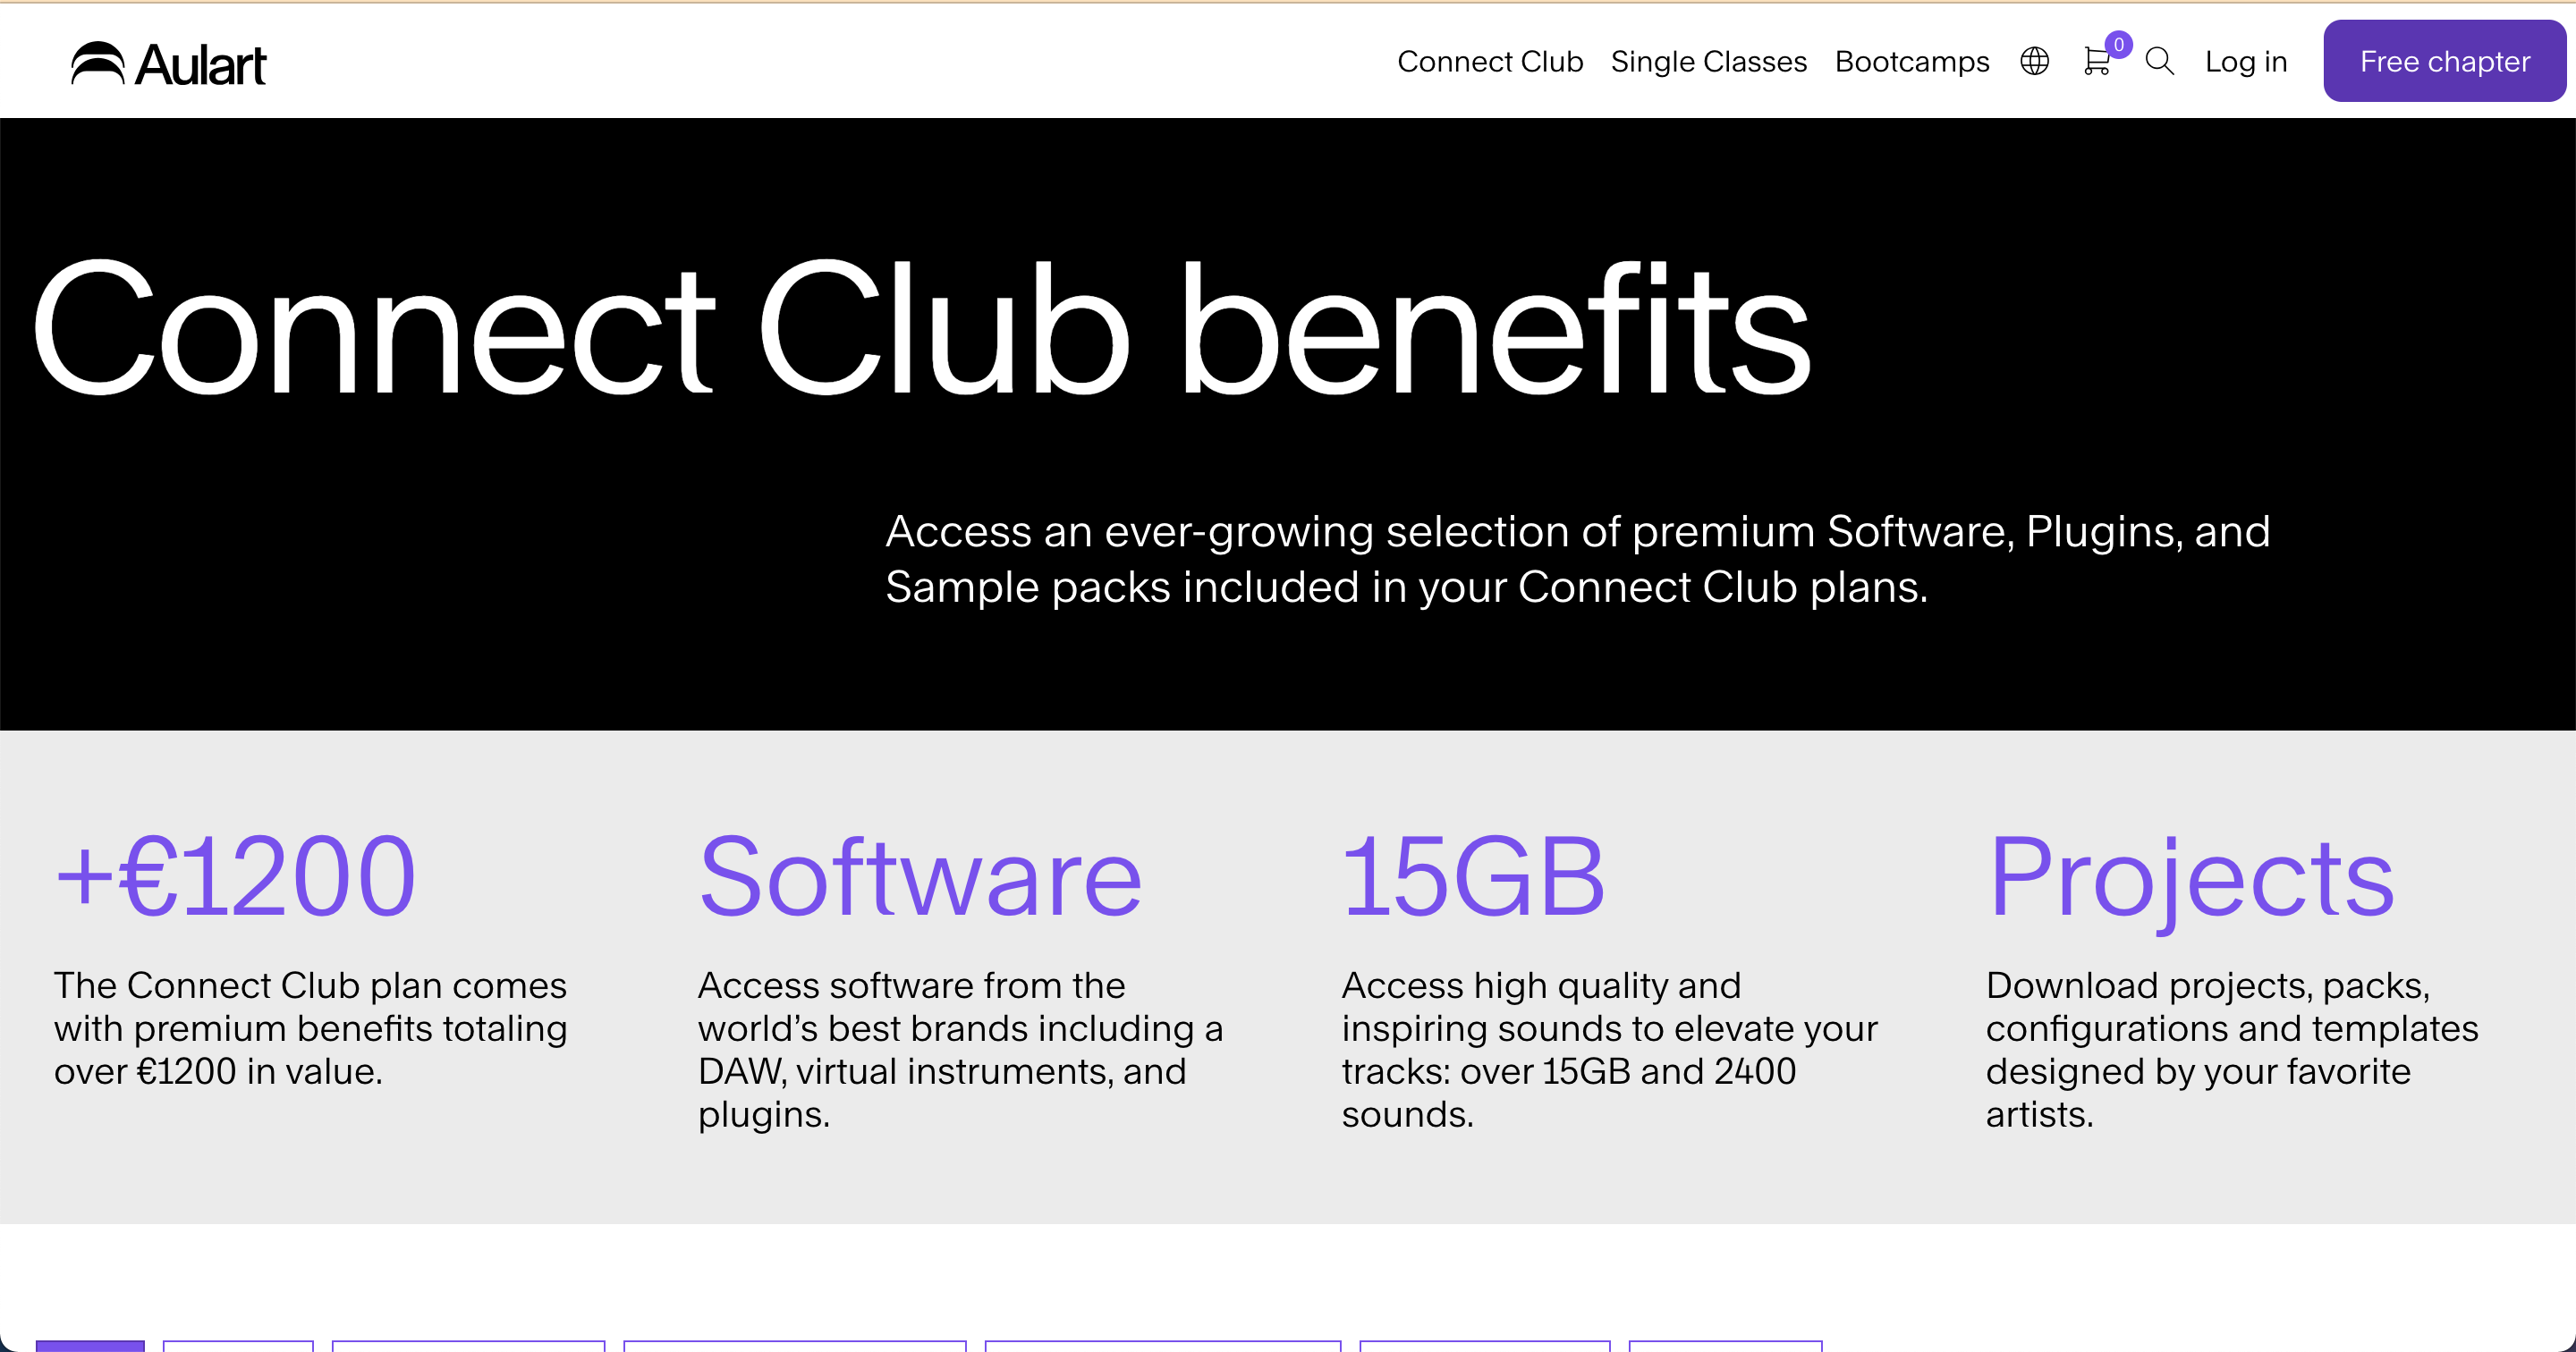 Aulart
Connect Club
Single Classes
Bootcamps
0
Log in
Free chapter
Connect Club benefits
Access an ever-growing selection of premium Software, Plugins, and
Sample packs included in your Connect Club plans.
+€1200
The Connect Club plan comes
with premium benefits totaling
over €1200 in value.
Software
Access software from the
world’s best brands including a
DAW, virtual instruments, and
plugins.
15GB
Access high quality and
inspiring sounds to elevate your
tracks: over 15GB and 2400
sounds.
Projects
Download projects, packs,
configurations and templates
designed by your favorite
artists.